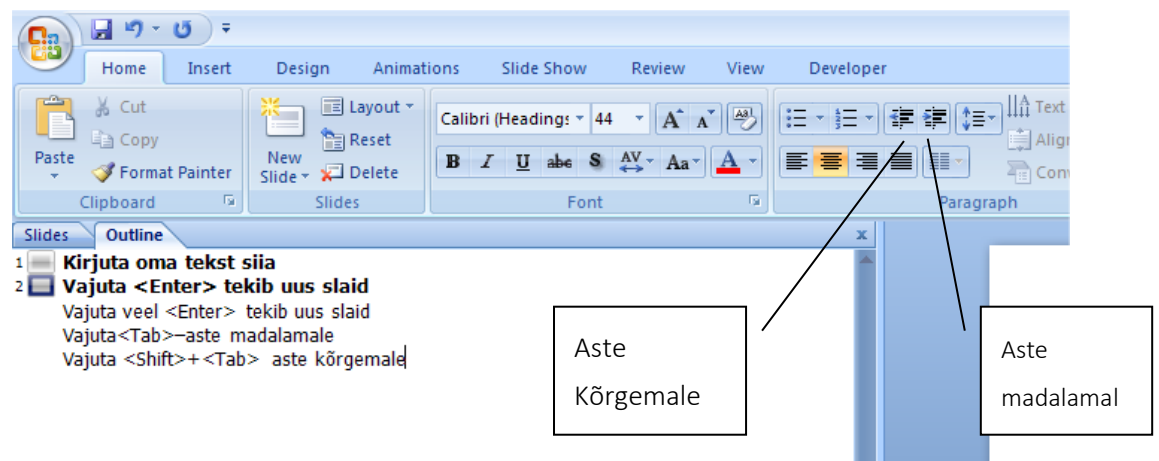 Home Insert Design Animations Slide Show Review View Developer
Cut
Copy
Format Painter
Paste
Clipboard
New
Slide
Layout
Reset
Delete
Slides
Calibri (Headings 44 A A
B I U abe S AV Aa A
Font
Text
Paragraph
Slides Outline x
1 Kirjuta oma tekst siia
2 Vajuta <Enter> tekib uus slaid
Vajuta veel <Enter> tekib uus slaid
Vajuta<Tab>–aste madalamale
Vajuta <Shift>+<Tab> aste kõrgemale
Aste
Kõrgemale
Aste
madalamal